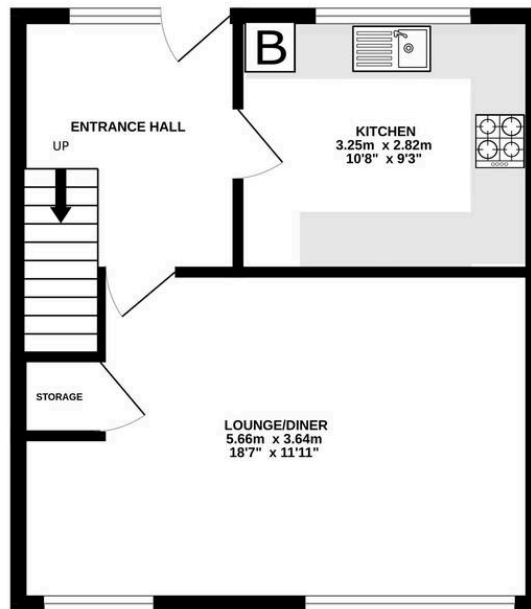 B
ENTRANCE HALL
UP
KITCHEN
3.25m x 2.82m
10'8" x 9'3"
STORAGE
LOUNGE/DINER
5.66m x 3.64m
18'7" x 11'11"